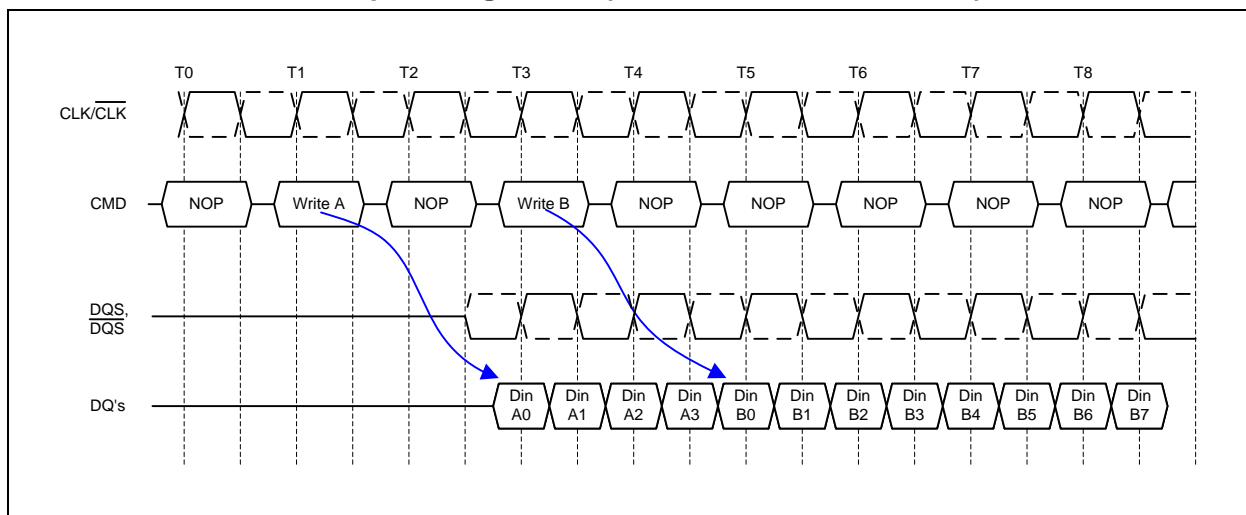 T0 T1 T2 T3 T4 T5 T6 T7 T8
CLK/CLK
CMD NOP Write A NOP Write B NOP NOP NOP NOP NOP
DQS,
DQS
DQ's Din Din Din Din Din Din Din Din Din Din Din Din
A0 A1 A2 A3 B0 B1 B2 B3 B4 B5 B6 B7